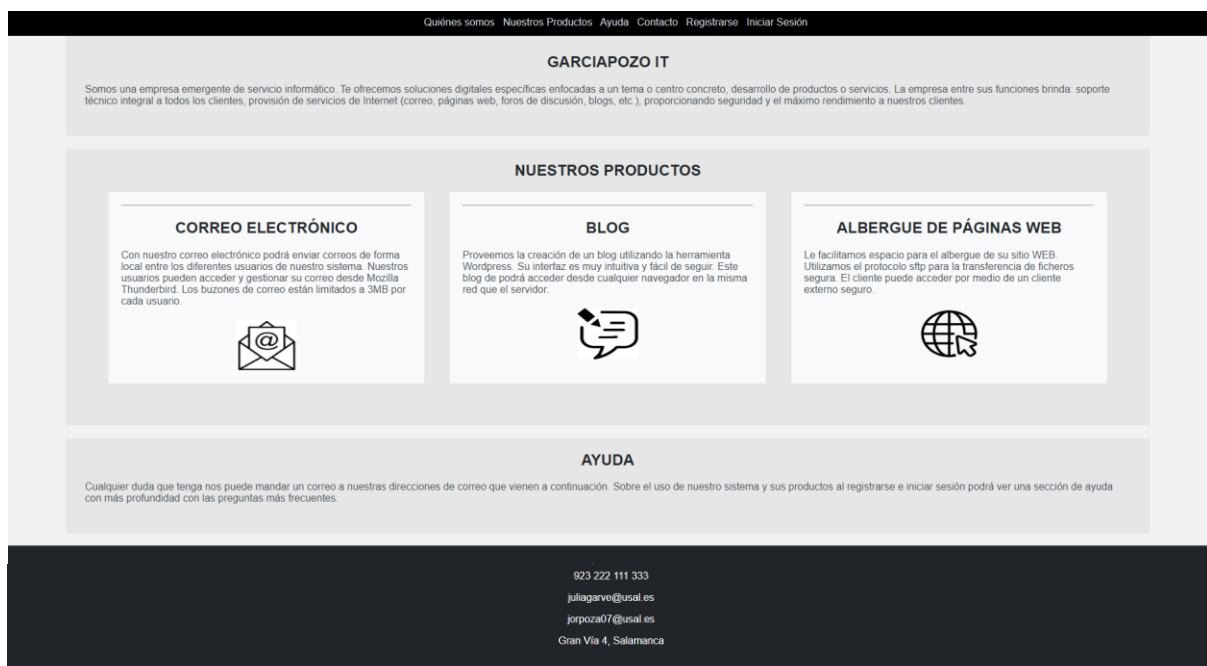 Quiénes somos Nuestros Productos Ayuda Contacto Registrarse Iniciar Sesión
GARCIAPOZO IT
Somos una empresa emergente de servicio informático. Te ofrecemos soluciones digitales específicas enfocadas a un tema o centro concreto, desarrollo de productos o servicios. La empresa entre sus funciones brinda: soporte
técnico integral a todos los clientes, provisión de servicios de Internet (correo, páginas web, foros de discusión, blogs, etc.), proporcionando seguridad y el máximo rendimiento a nuestros clientes.
NUESTROS PRODUCTOS
CORREO ELECTRÓNICO
Con nuestro correo electrónico podrá enviar correos de forma
local entre los diferentes usuarios de nuestro sistema. Nuestros
usuarios pueden acceder y gestionar su correo desde Mozilla
Thunderbird. Los buzones de correo están limitados a 3MB por
cada usuario.
@
BLOG
Proveemos la creación de un blog utilizando la herramienta
Wordpress. Su interfaz es muy intuitiva y fácil de seguir. Este
blog de podrá acceder desde cualquier navegador en la misma
red que el servidor.
ALBERGUE DE PÁGINAS WEB
Le facilitamos espacio para el albergue de su sitio WEB.
Utilizamos el protocolo sftp para la transferencia de ficheros
segura. El cliente puede acceder por medio de un cliente
externo seguro.
AYUDA
Cualquier duda que tenga nos puede mandar un correo a nuestras direcciones de correo que vienen a continuación. Sobre el uso de nuestro sistema y sus productos al registrarse e iniciar sesión podrá ver una sección de ayuda
con más profundidad con las preguntas más frecuentes.
923 222 111 333
juliagarve@usal.es
jorpoza07@usal.es
Gran Vía 4, Salamanca